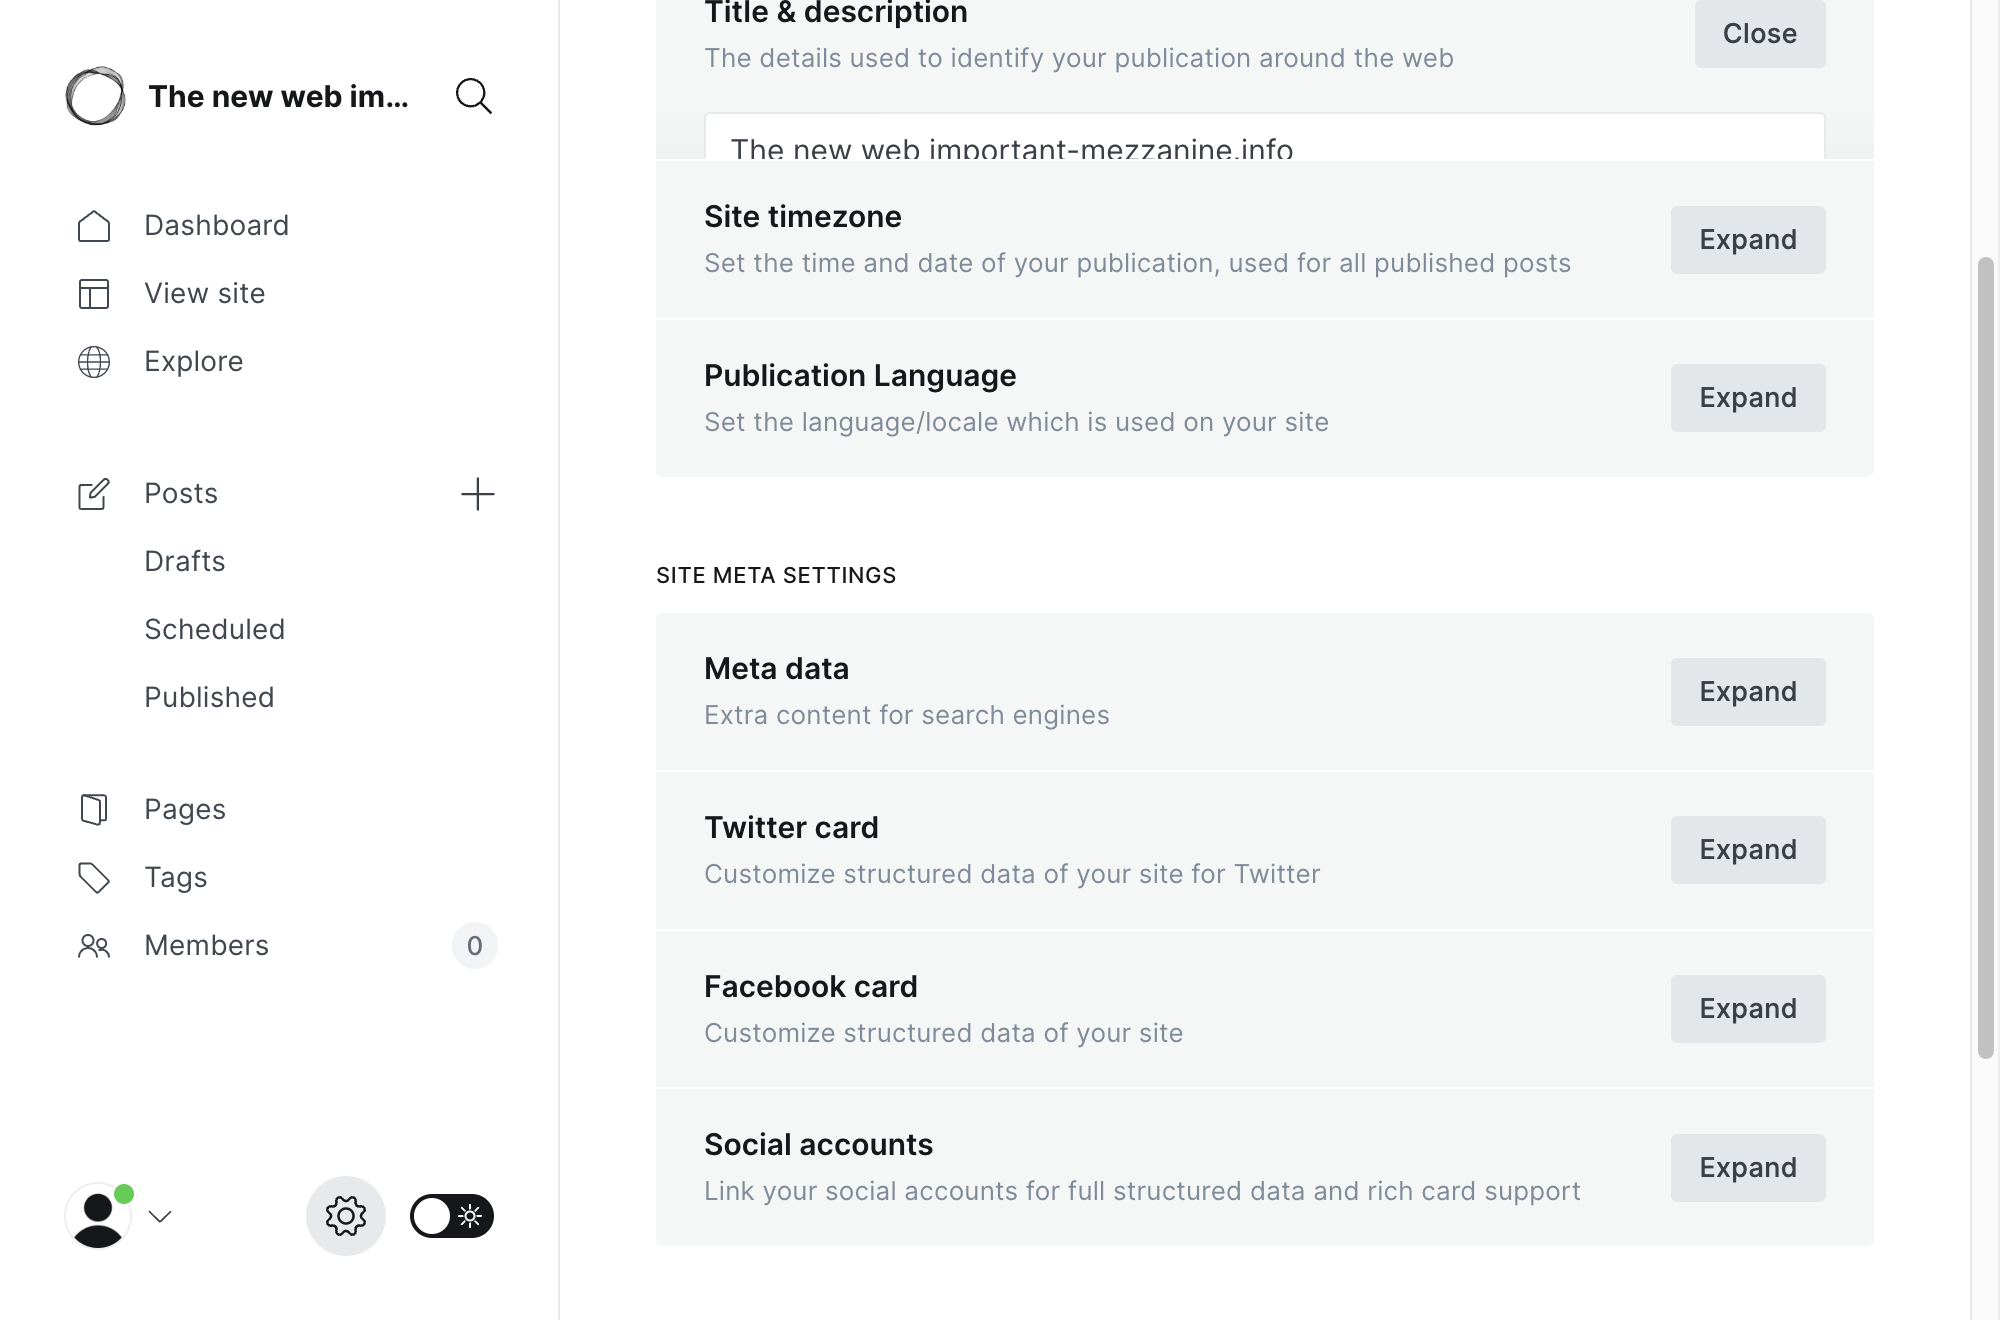 The new web im...
Dashboard
View site
Explore
Posts
Drafts
Scheduled
Published
Pages
Tags
Members
0
Title & description
The details used to identify your publication around the web
Close
The new web important-mezzanine.info
Site timezone
Set the time and date of your publication, used for all published posts
Expand
Publication Language
Set the language/locale which is used on your site
Expand
SITE META SETTINGS
Meta data
Extra content for search engines
Expand
Twitter card
Customize structured data of your site for Twitter
Expand
Facebook card
Customize structured data of your site
Expand
Social accounts
Link your social accounts for full structured data and rich card support
Expand